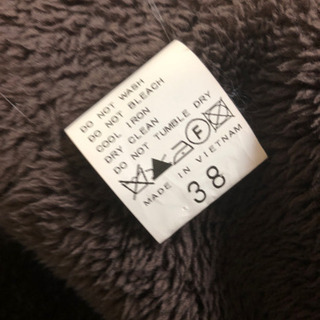 DO NOT WASH
DO NOT BLEACH
COOL IRON
DRY CLEAN
DO NOT TUMBLE DRY
F
MADE IN VIETNAM
38